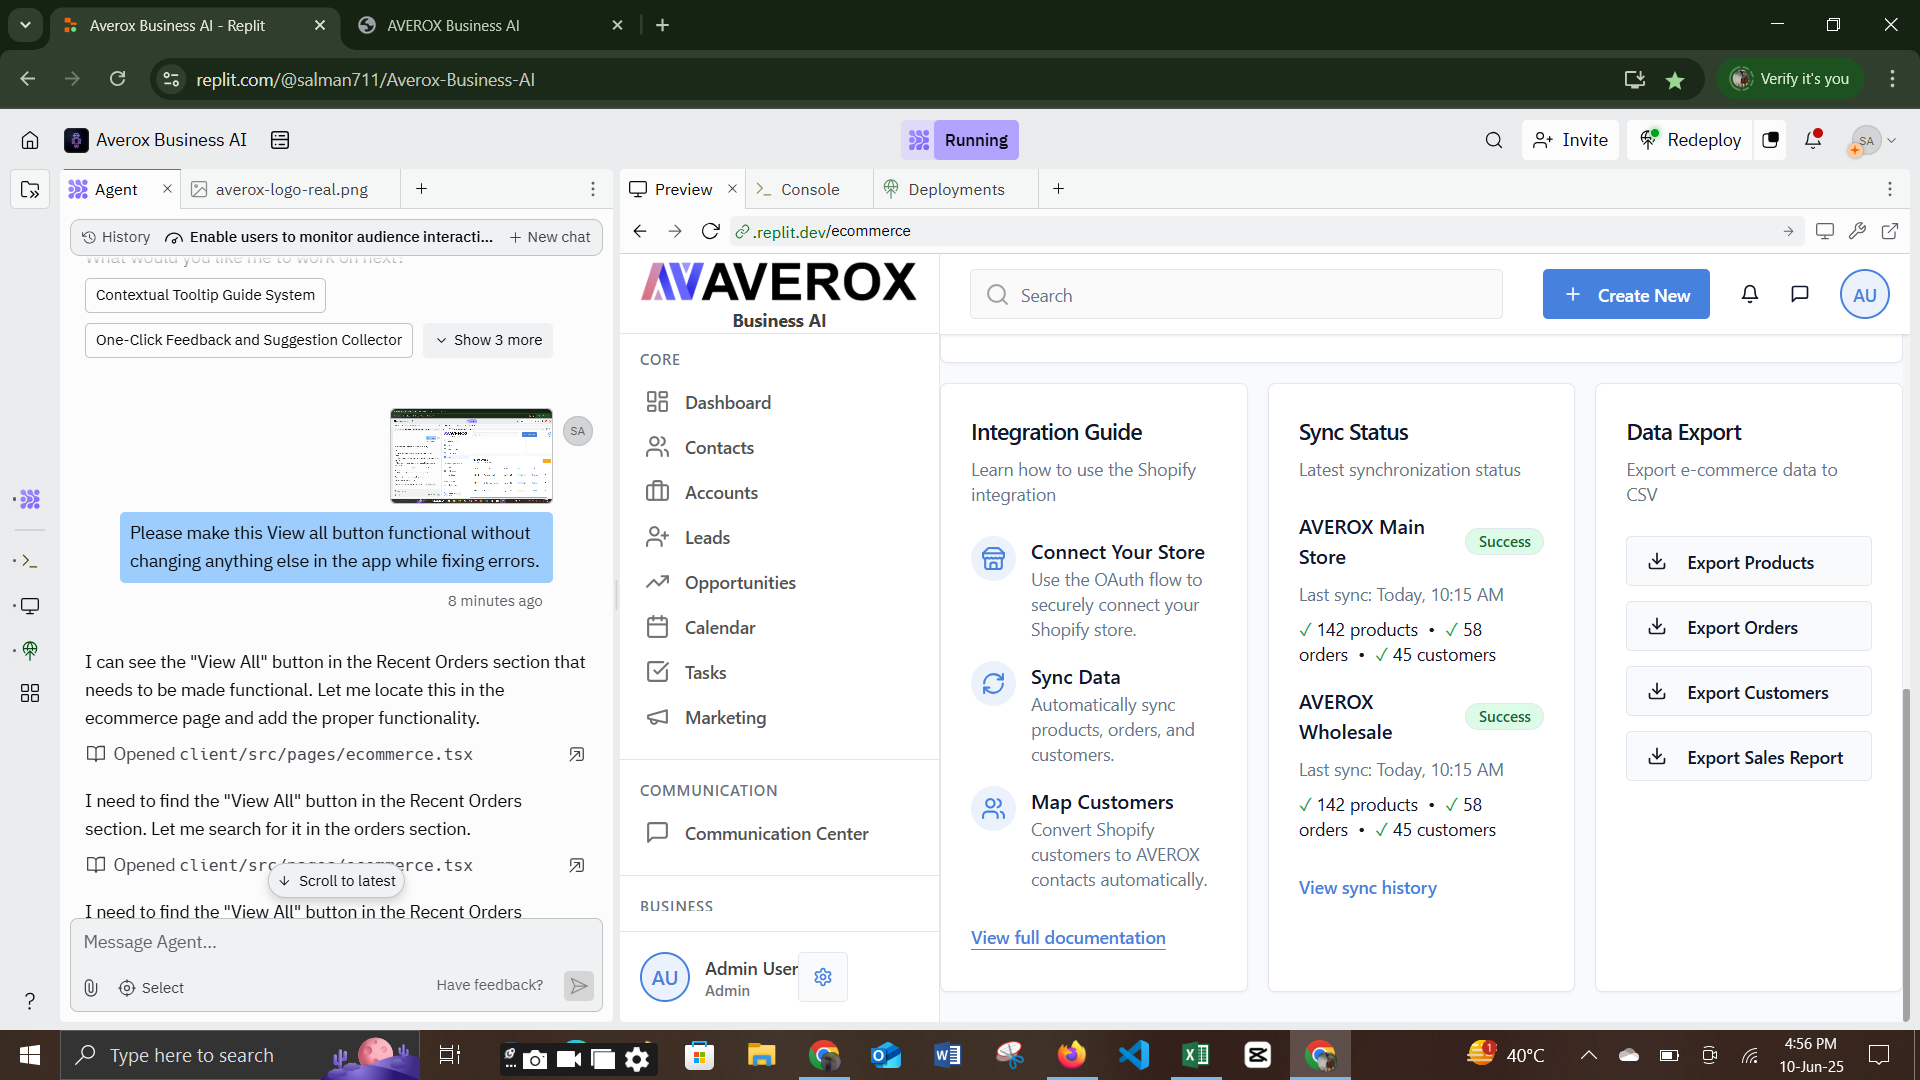 Averox Business AI - Replit
AVEROX Business AI
replit.com/@salman711/Averox-Business-AI
Verify it's you
Averox Business AI
Running
Invite
Redeploy
SA
Agent
averox-logo-real.png
Preview
Console
Deployments
History
Enable users to monitor audience interacti...
New chat
.replit.dev/ecommerce
What would you like me to work on next?
Contextual Tooltip Guide System
One-Click Feedback and Suggestion Collector
Show 3 more
SA
Please make this View all button functional without
changing anything else in the app while fixing errors.
8 minutes ago
I can see the "View All" button in the Recent Orders section that
needs to be made functional. Let me locate this in the
ecommerce page and add the proper functionality.
Opened client/src/pages/ecommerce.tsx
I need to find the "View All" button in the Recent Orders
section. Let me search for it in the orders section.
Opened client/src/pages/ecommerce.tsx
Scroll to latest
I need to find the "View All" button in the Recent Orders
Message Agent...
Select
Have feedback?
AVEROX
Business AI
Search
Create New
AU
CORE
Dashboard
Contacts
Accounts
Leads
Opportunities
Calendar
Tasks
Marketing
COMMUNICATION
Communication Center
BUSINESS
AU
Admin User
Admin
Integration Guide
Learn how to use the Shopify
integration
Connect Your Store
Use the OAuth flow to
securely connect your
Shopify store.
Sync Data
Automatically sync
products, orders, and
customers.
Map Customers
Convert Shopify
customers to AVEROX
contacts automatically.
View full documentation
Sync Status
Latest synchronization status
AVEROX Main
Store
Success
Last sync: Today, 10:15 AM
✓ 142 products • ✓ 58
orders • ✓ 45 customers
AVEROX
Wholesale
Success
Last sync: Today, 10:15 AM
✓ 142 products • ✓ 58
orders • ✓ 45 customers
View sync history
Data Export
Export e-commerce data to
CSV
Export Products
Export Orders
Export Customers
Export Sales Report
Type here to search
1
40°C
4:56 PM
10-Jun-25